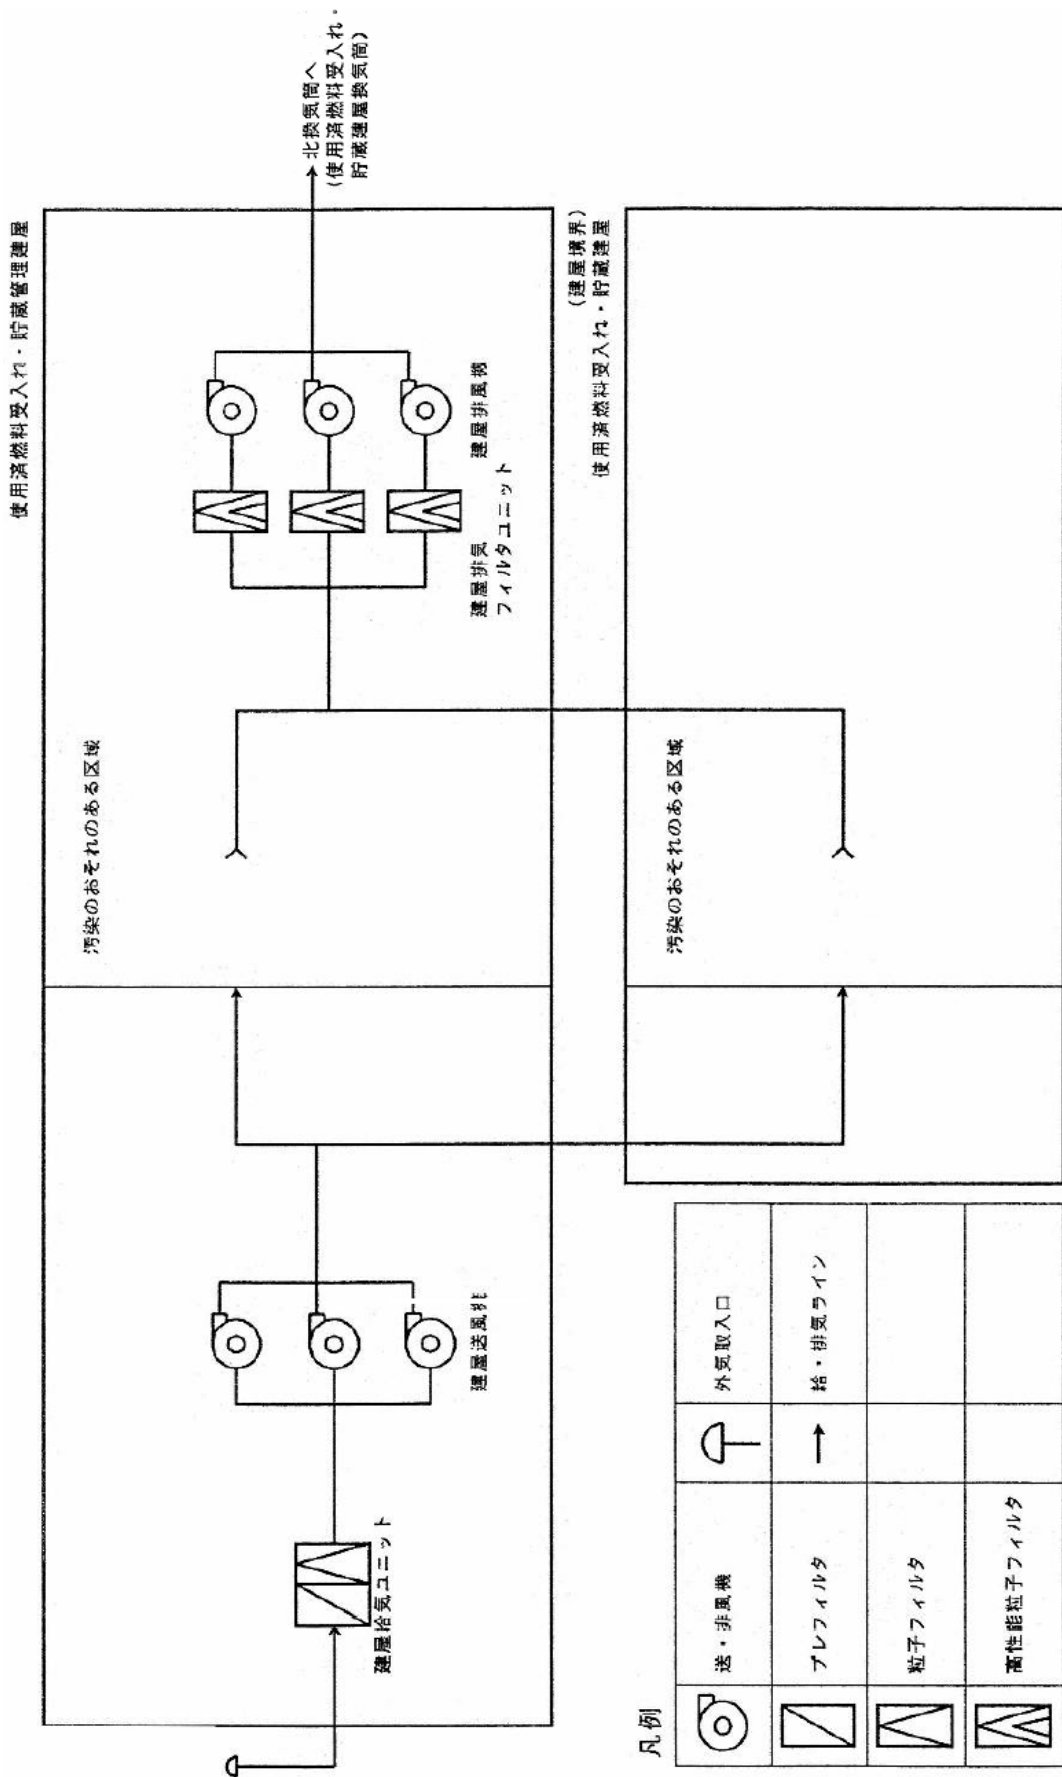 使用済燃料受入れ・貯蔵管理建屋
北換気筒へ
(使用済燃料受入れ・
貯蔵建屋換気筒)
汚染のおそれのある区域
建屋給気ユニット
建屋送風機
建屋排気
フィルタユニット
建屋排風機
(建屋境界)
使用済燃料受入れ・貯蔵建屋
汚染のおそれのある区域
凡例
送・排風機
外気取入口
プレフィルタ
給・排気ライン
粒子フィルタ
高性能粒子フィルタ